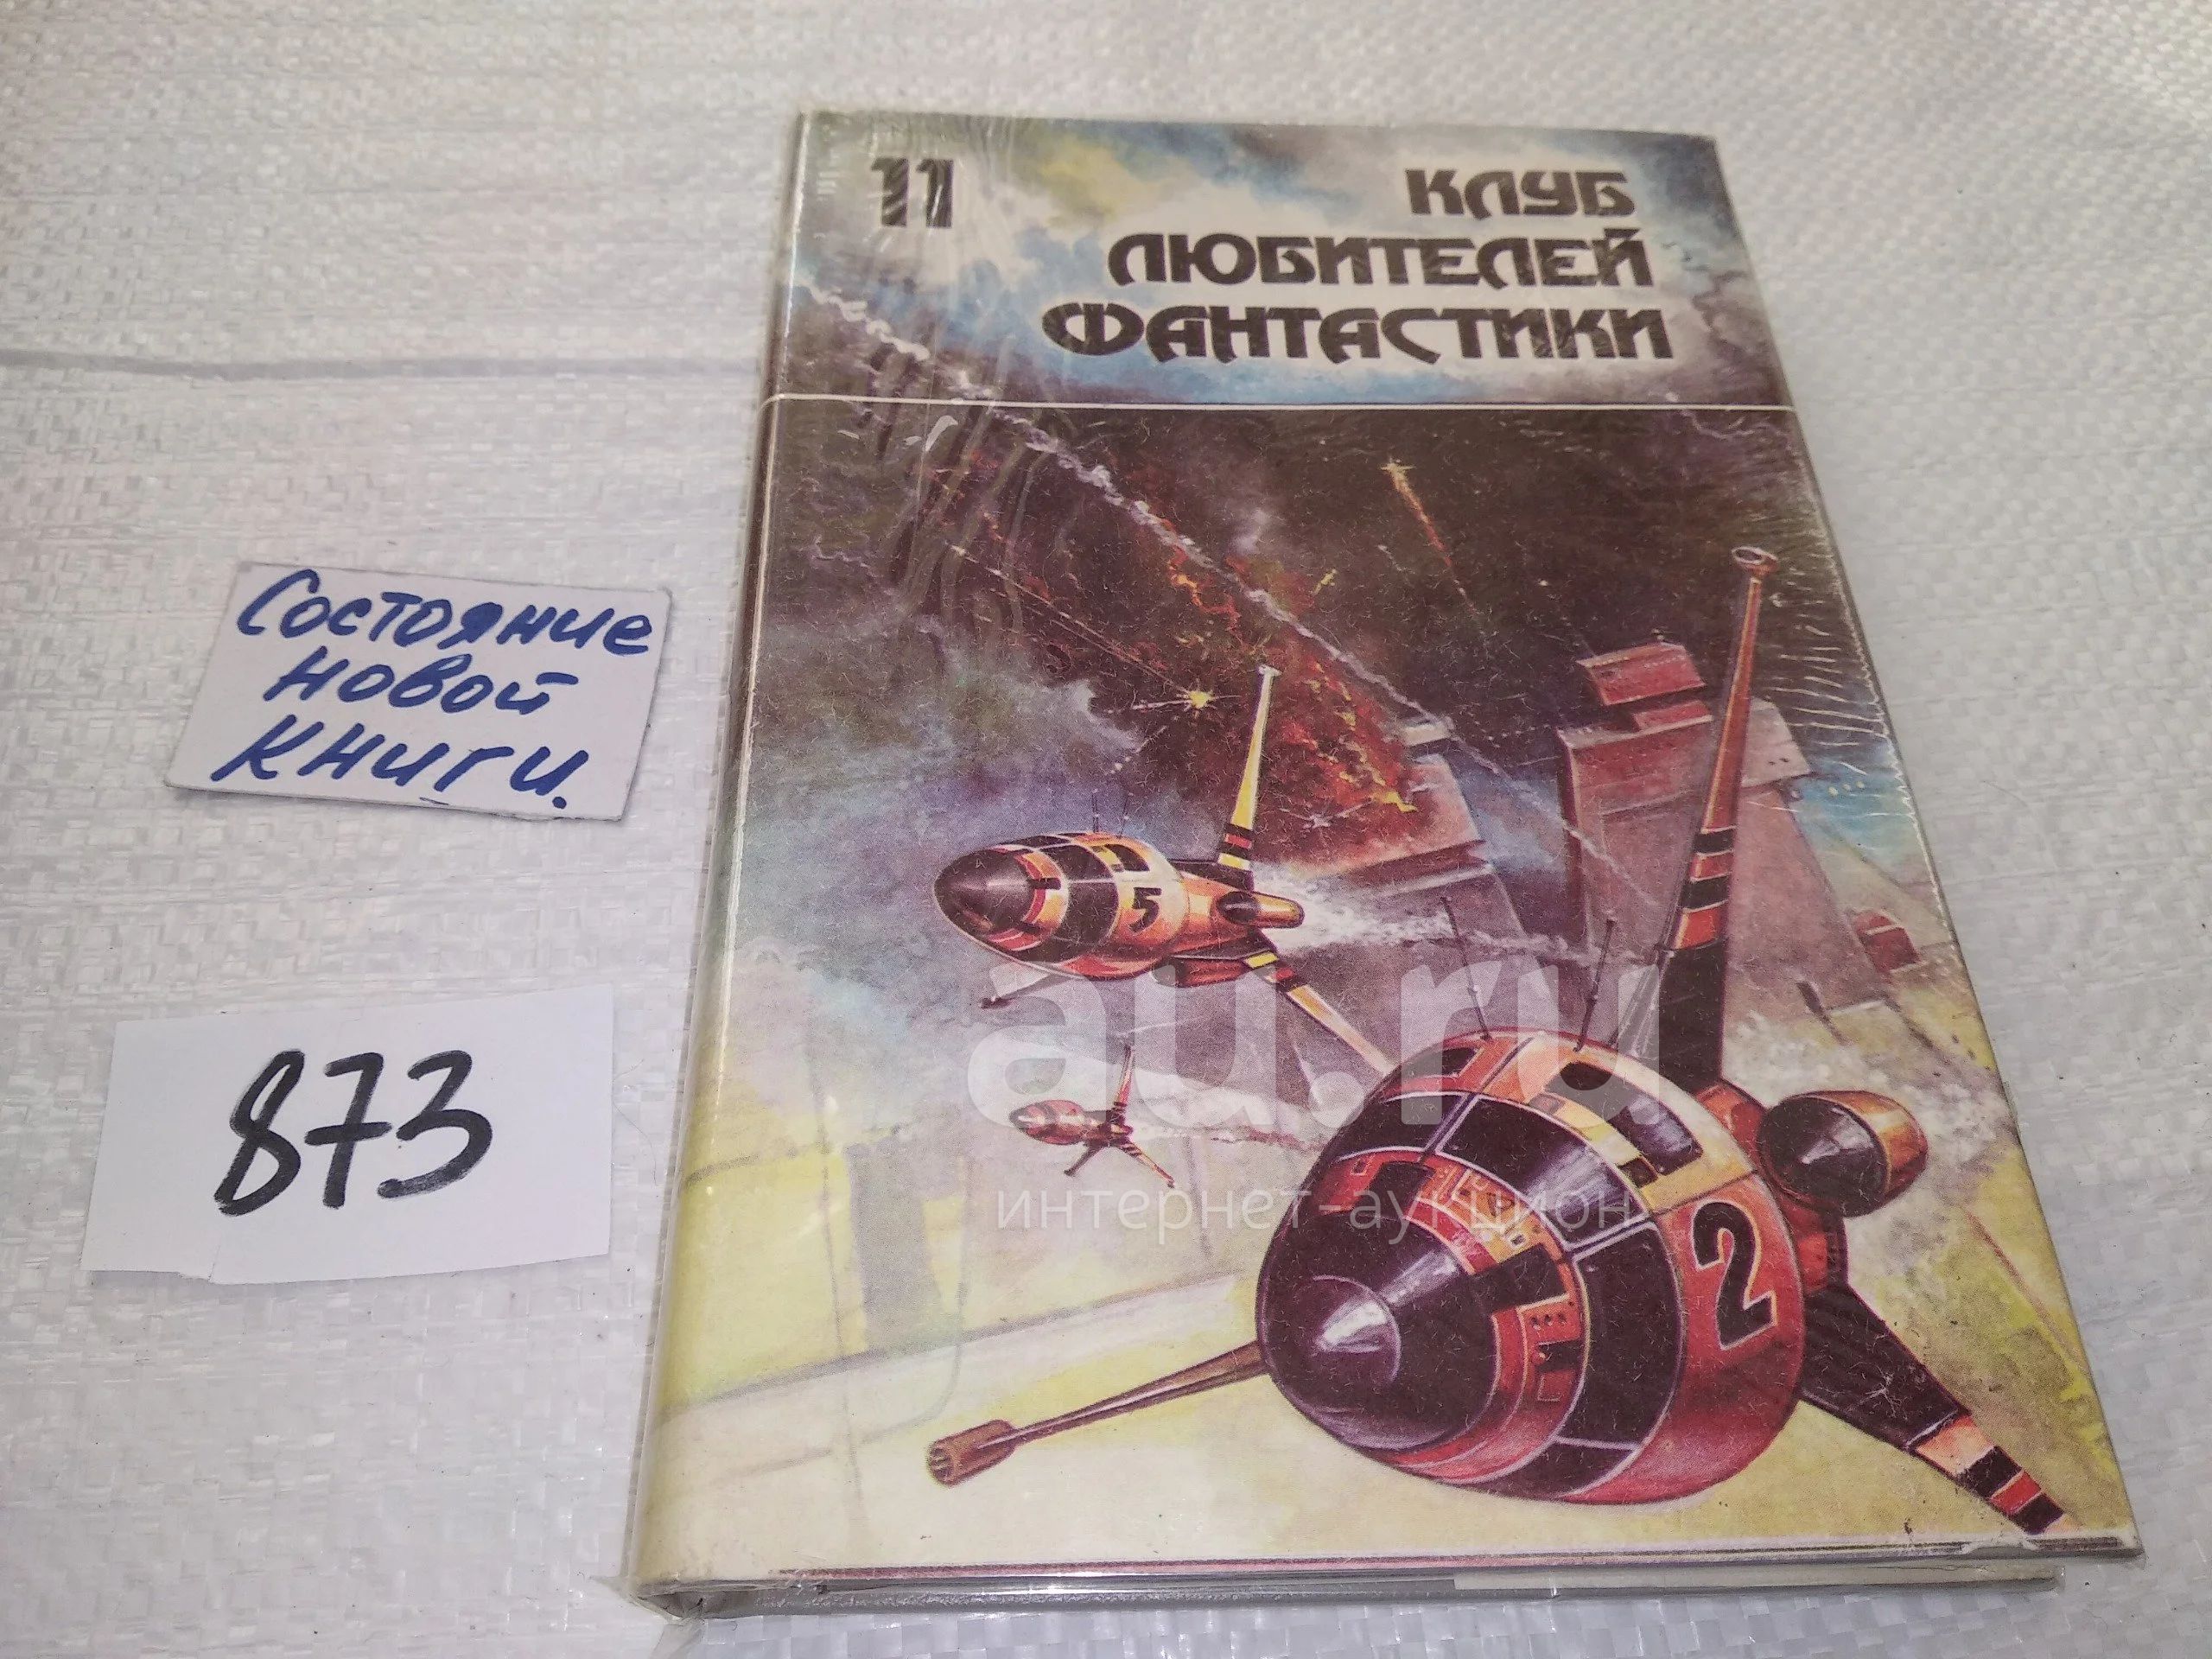 11
КЛУБ
ЛЮБИТЕЛЕЙ
ФАНТАСТИКИ
Состояние
новой
книги.
5
873
au.ru
интернет-аукцион
2